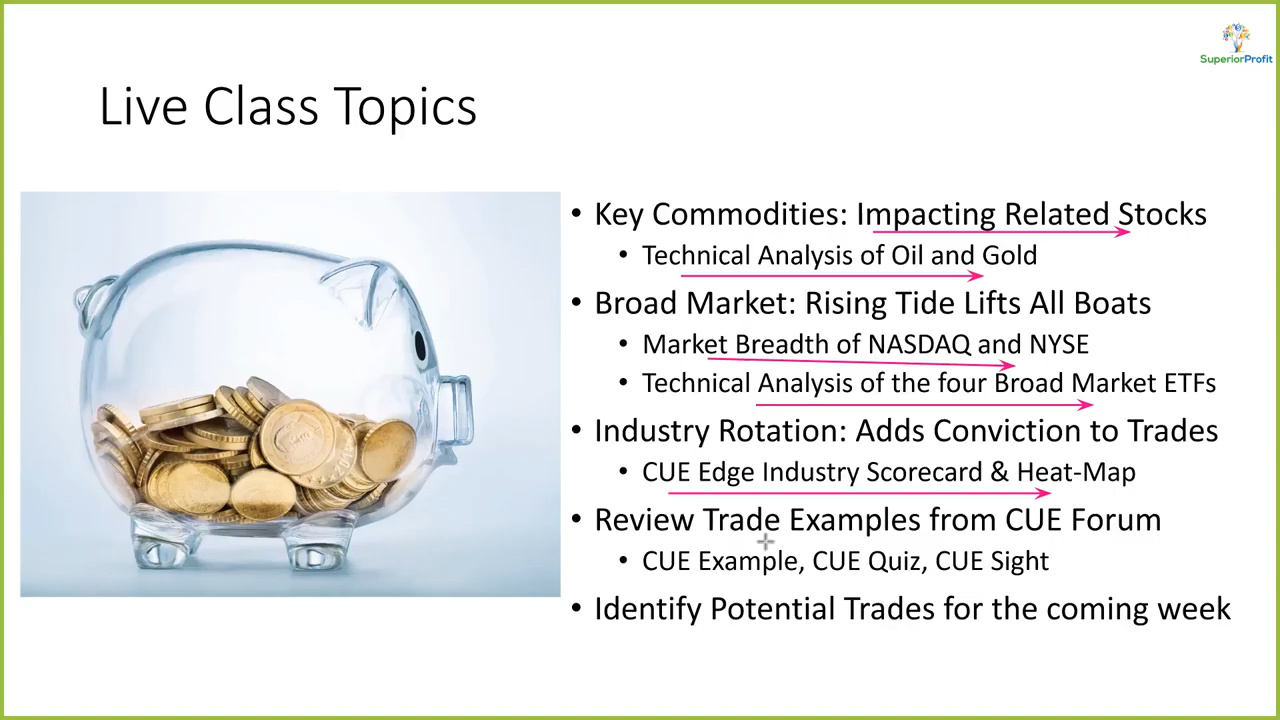 SuperiorProfit
Live Class Topics
• Key Commodities: Impacting Related Stocks
• Technical Analysis of Oil and Gold
• Broad Market: Rising Tide Lifts All Boats
• Market Breadth of NASDAQ and NYSE
• Technical Analysis of the four Broad Market ETFs
• Industry Rotation: Adds Conviction to Trades
• CUE Edge Industry Scorecard & Heat-Map
• Review Trade Examples from CUE Forum
• CUE Example, CUE Quiz, CUE Sight
• Identify Potential Trades for the coming week